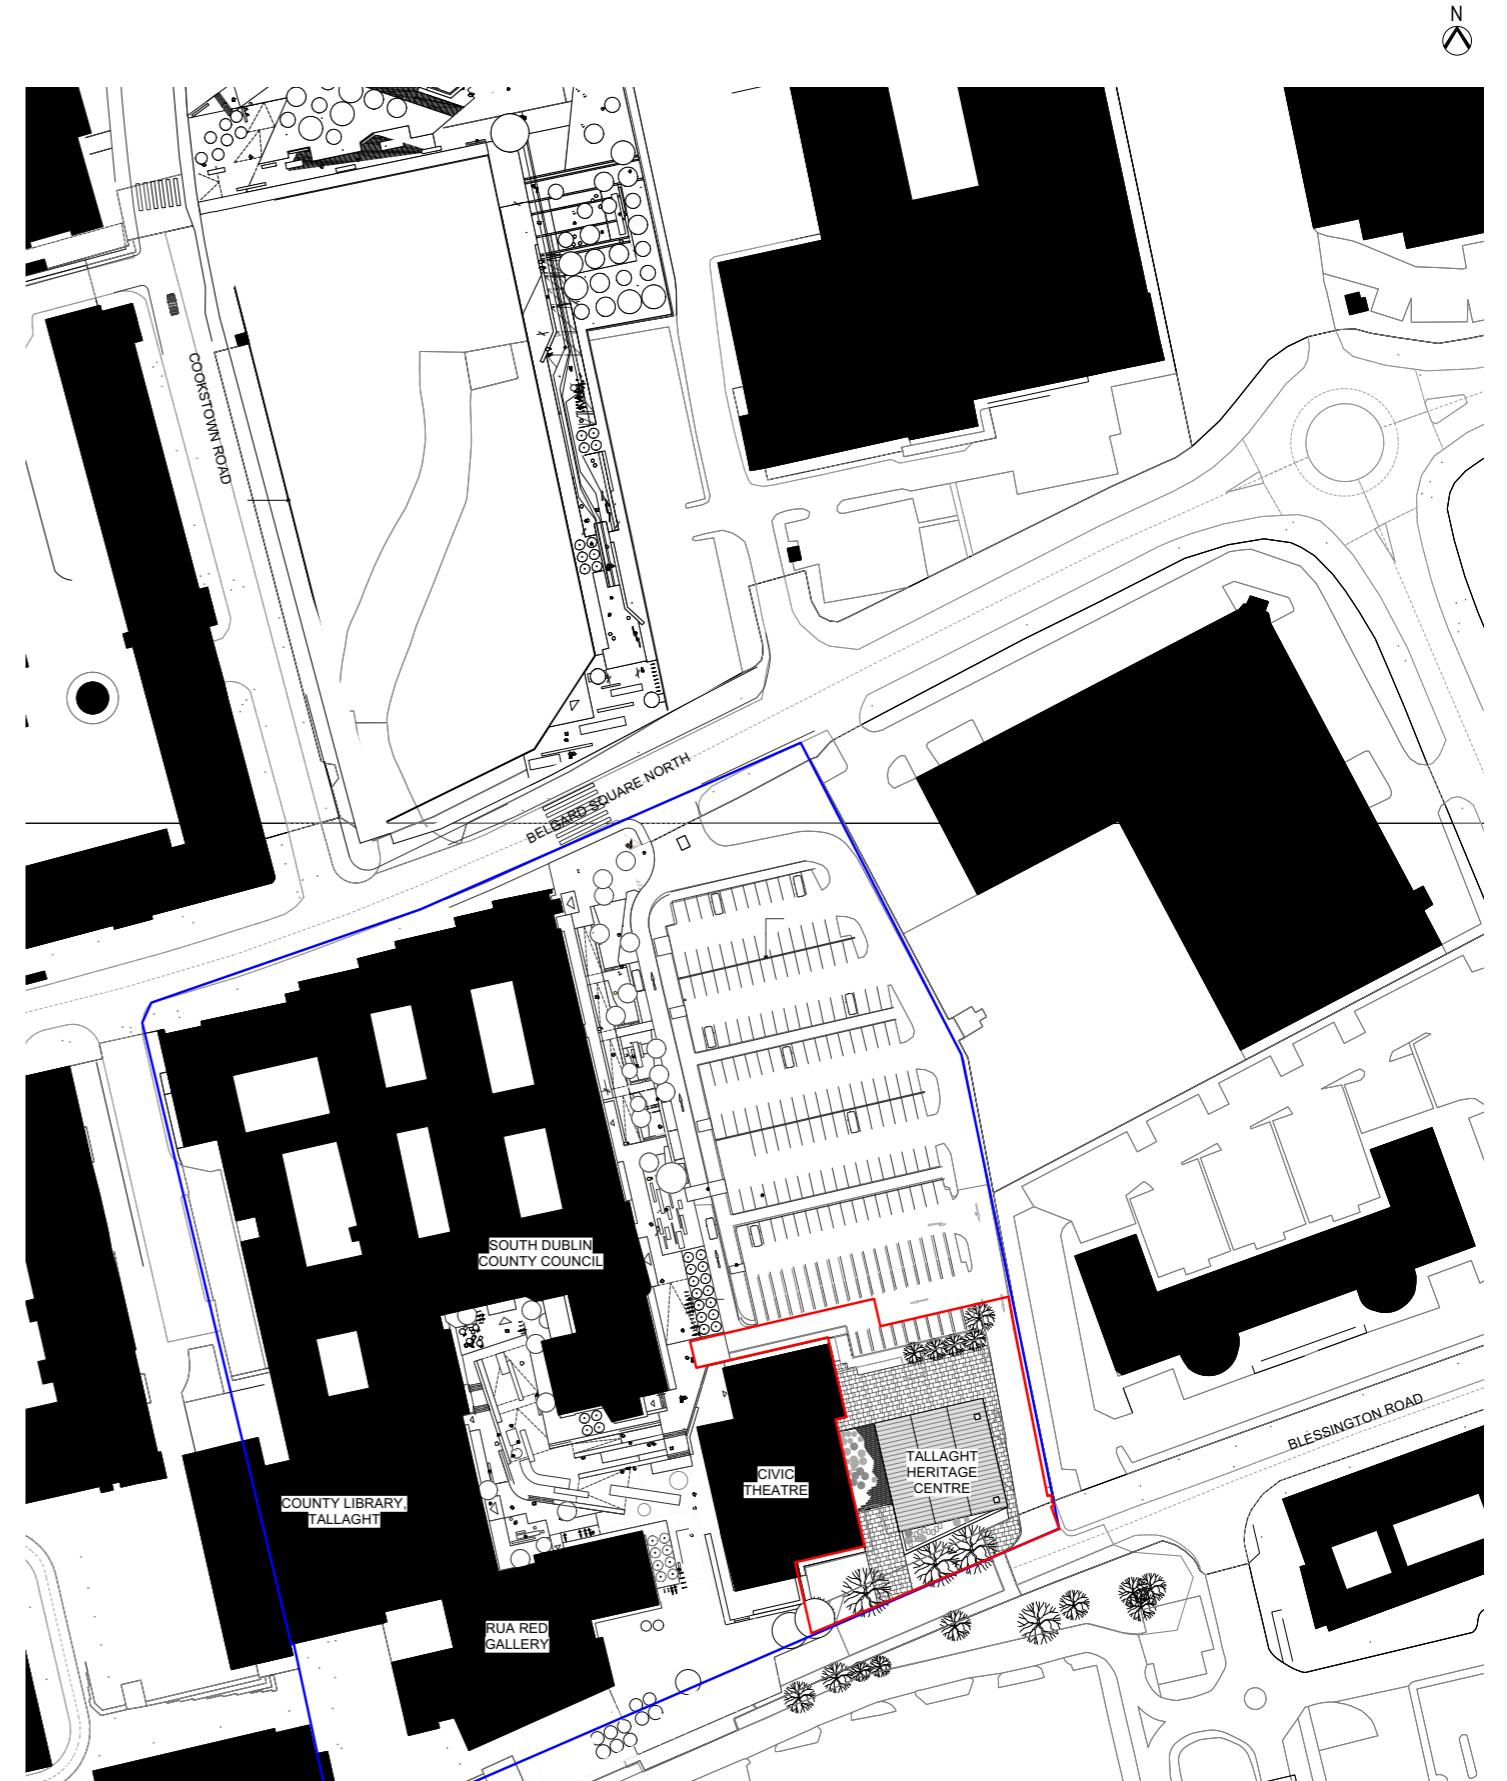 N
COOKSTOWN ROAD
BELGARD SQUARE NORTH
SOUTH DUBLIN
COUNTY COUNCIL
BLESSINGTON ROAD
TALLAGHT
HERITAGE
CENTRE
CIVIC
THEATRE
COUNTY LIBRARY,
TALLAGHT
RUA RED
GALLERY